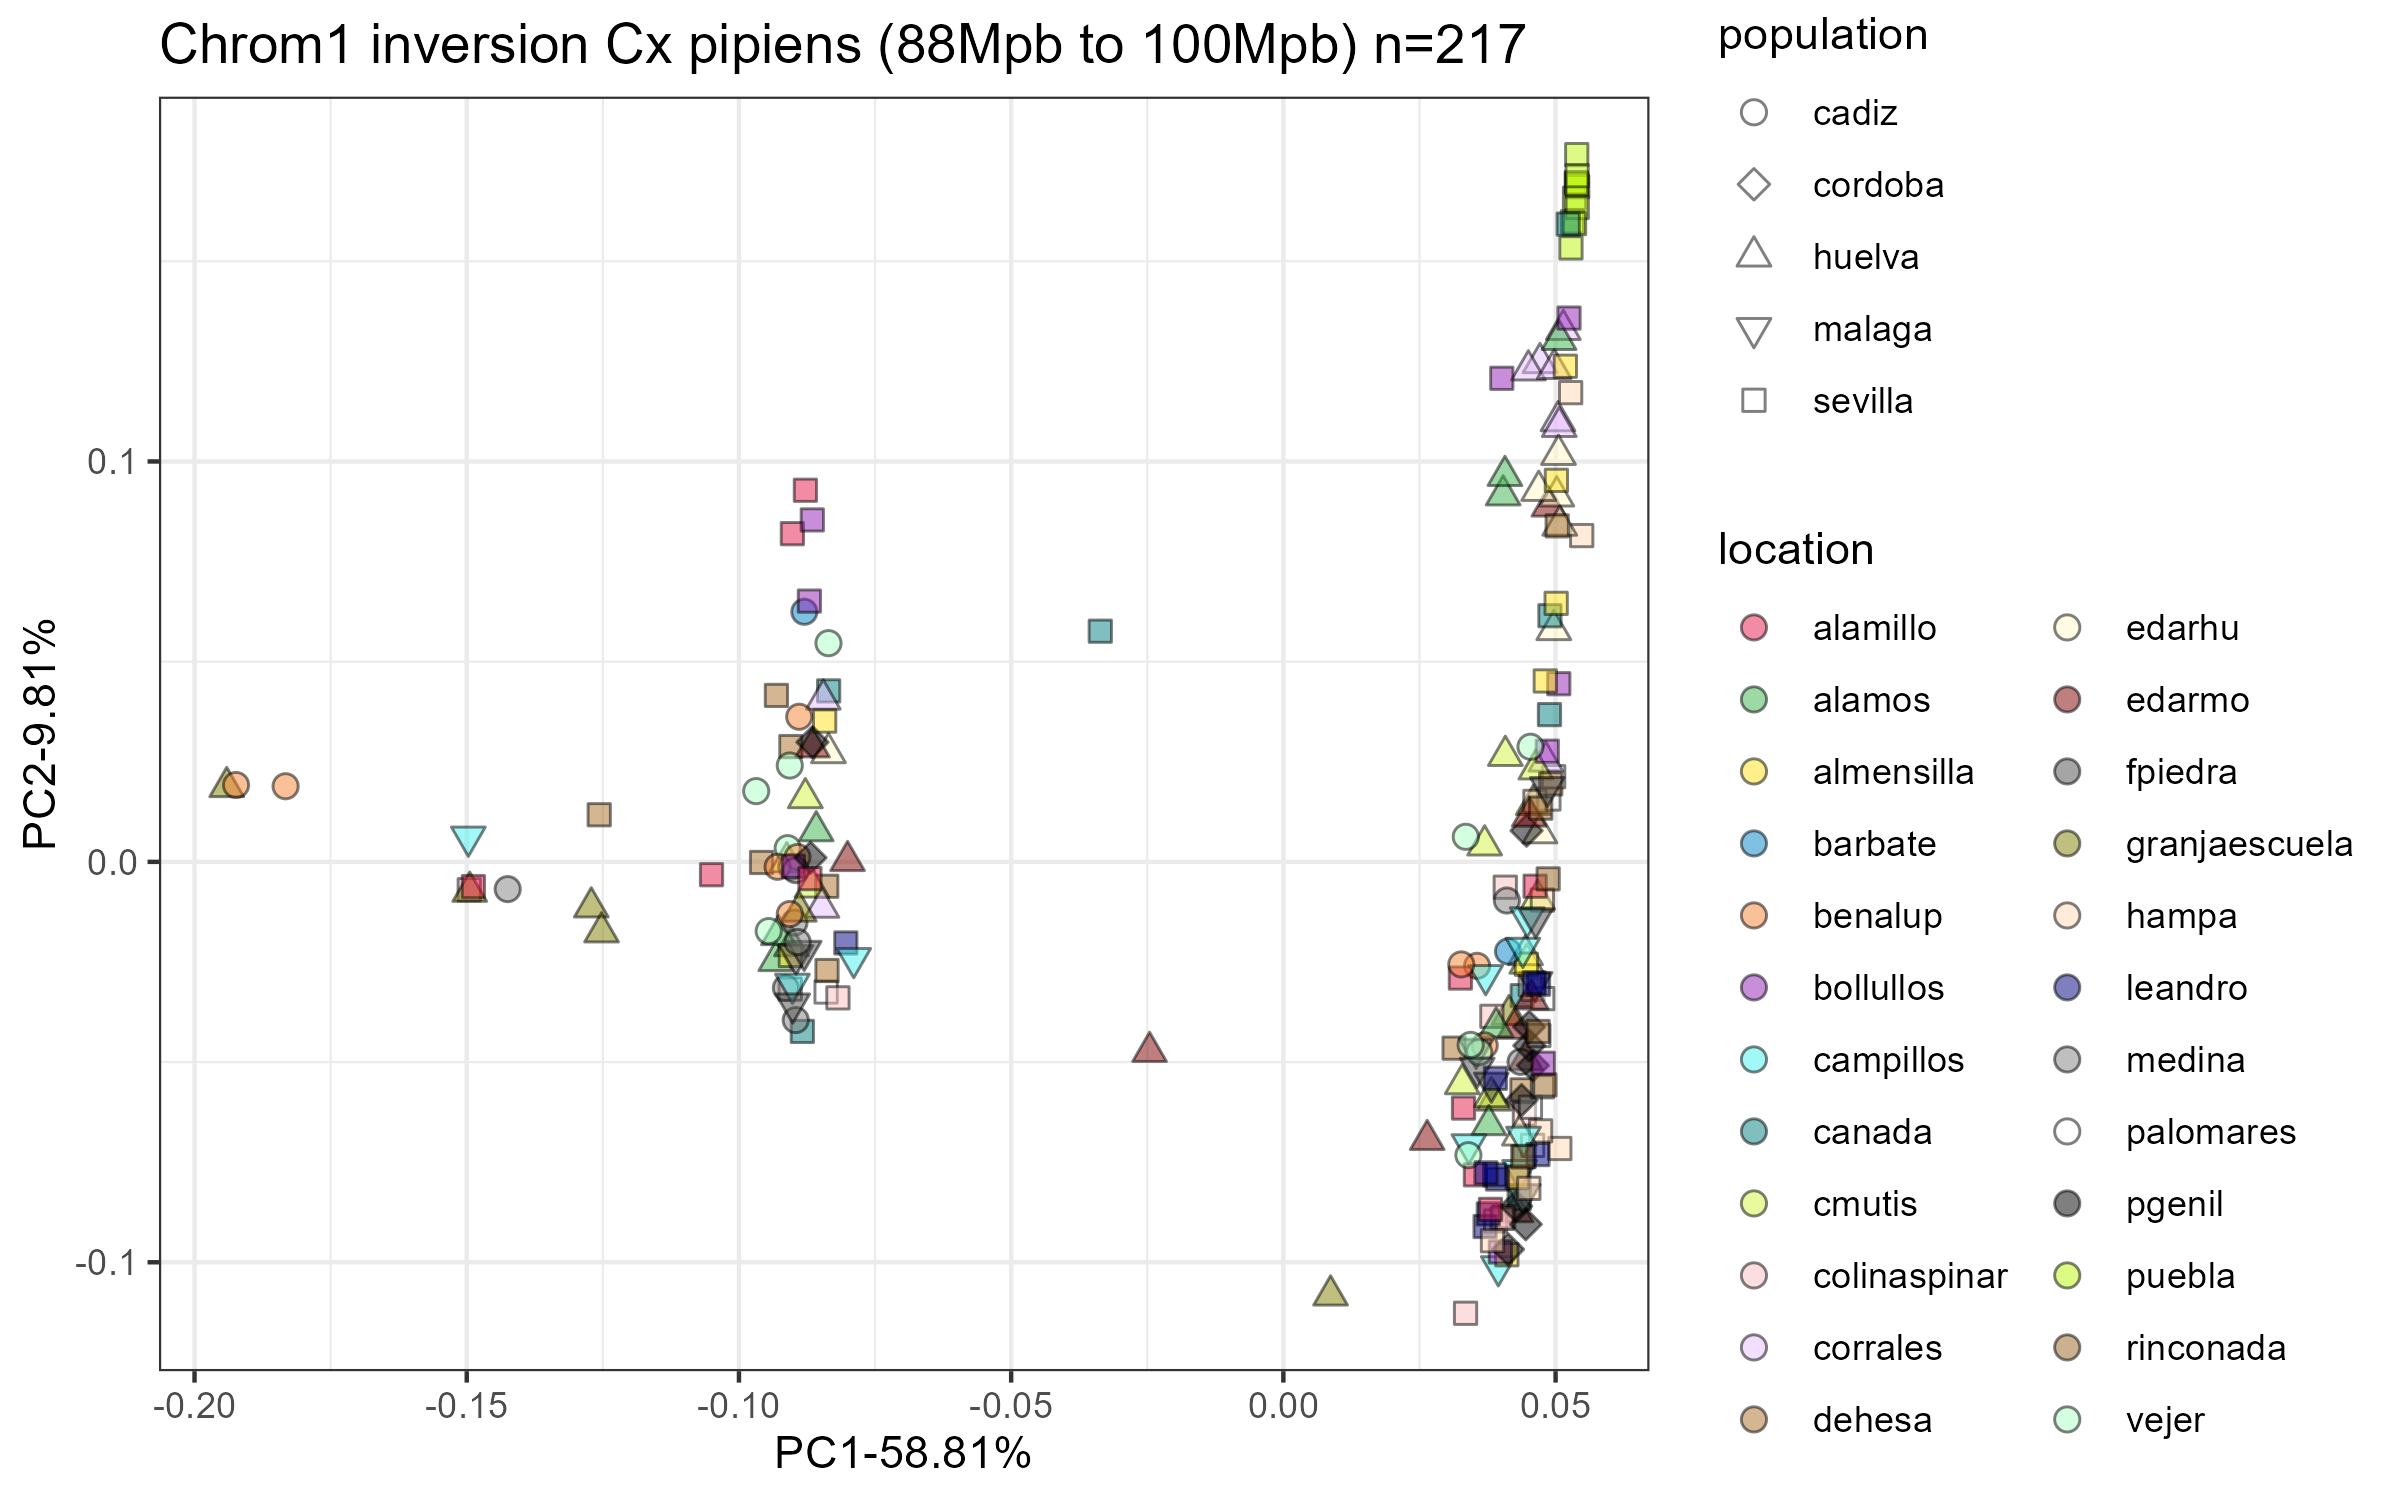 Chrom1 inversion Cx pipiens (88Mpb to 100Mpb) n=217
PC2-9.81%
0.1
0.0
-0.1
-0.20
-0.15
-0.10
-0.05
0.00
0.05
PC1-58.81%
population
cadiz
cordoba
huelva
malaga
sevilla
location
alamillo
alamos
almensilla
barbate
benalup
bollullos
campillos
canada
cmutis
colinaspinar
corrales
dehesa
edarhu
edarmo
fpiedra
granjaescuela
hampa
leandro
medina
palomares
pgenil
puebla
rinconada
vejer